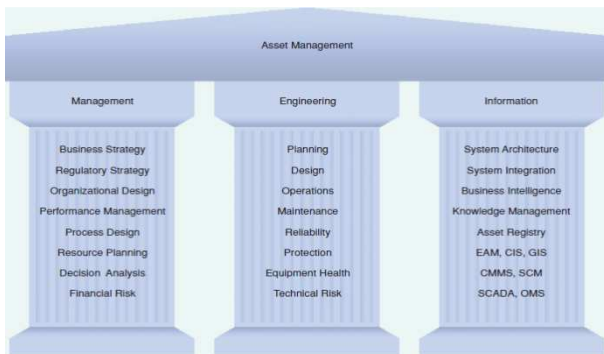 Asset Management
Management
Business Strategy
Regulatory Strategy
Organizational Design
Performance Management
Process Design
Resource Planning
Decision Analysis
Financial Risk
Engineering
Planning
Design
Operations
Maintenance
Reliability
Protection
Equipment Health
Technical Risk
Information
System Architecture
System Integration
Business Intelligence
Knowledge Management
Asset Registry
EAM, CIS, GIS
CMMS, SCM
SCADA, OMS